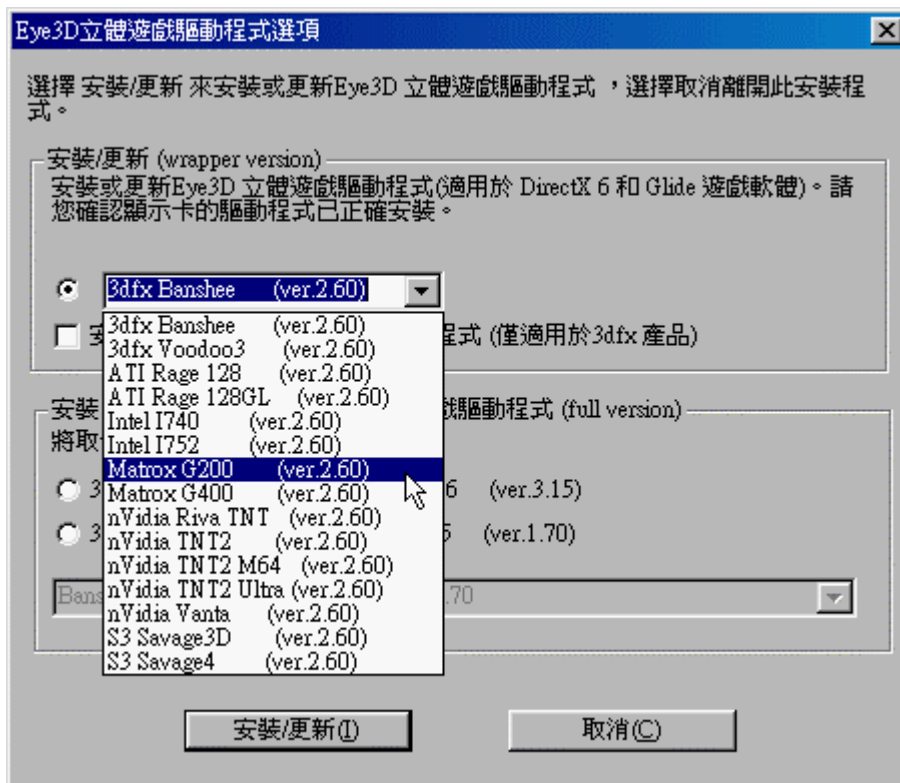 Eye3D立體遊戲驅動程式選項
選擇 安裝/更新 來安裝或更新Eye3D 立體遊戲驅動程式 ，選擇取消離開此安裝程
式。
安裝/更新 (wrapper version)
安裝或更新Eye3D 立體遊戲驅動程式(適用於 DirectX 6 和 Glide 遊戲軟體)。請
您確認顯示卡的驅動程式已正確安裝。
3dfx Banshee (ver.2.60)
3dfx Banshee (ver.2.60)
3dfx Voodoo3 (ver.2.60)
ATI Rage 128 (ver.2.60)
ATI Rage 128GL (ver.2.60)
Intel I740 (ver.2.60)
Intel I752 (ver.2.60)
Matrox G200 (ver.2.60)
Matrox G400 (ver.2.60)
nVidia Riva TNT (ver.2.60)
nVidia TNT2 (ver.2.60)
nVidia TNT2 M64 (ver.2.60)
nVidia TNT2 Ultra (ver.2.60)
nVidia Vanta (ver.2.60)
S3 Savage3D (ver.2.60)
S3 Savage4 (ver.2.60)
程式 (僅適用於3dfx 產品)
安裝 戲驅動程式 (full version)
將取
3 6 (ver.3.15)
3 (ver.1.70)
Bans .70
安裝/更新(I)
取消(C)